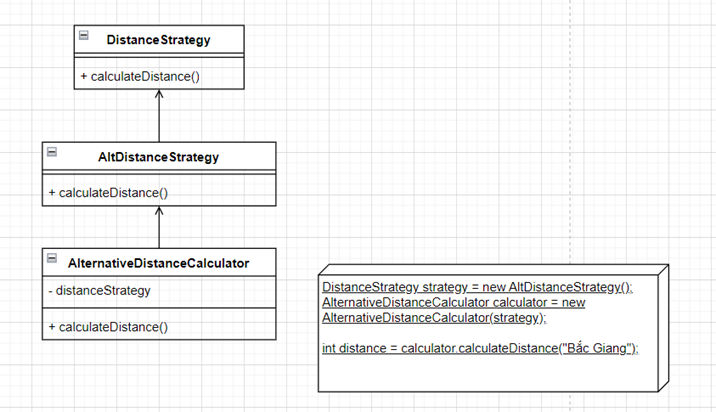 DistanceStrategy
+ calculateDistance()
AltDistanceStrategy
+ calculateDistance()
AlternativeDistanceCalculator
- distanceStrategy
+ calculateDistance()
DistanceStrategy strategy = new AltDistanceStrategy();
AlternativeDistanceCalculator calculator = new
AlternativeDistanceCalculator(strategy);
int distance = calculator.calculateDistance("Bắc Giang");